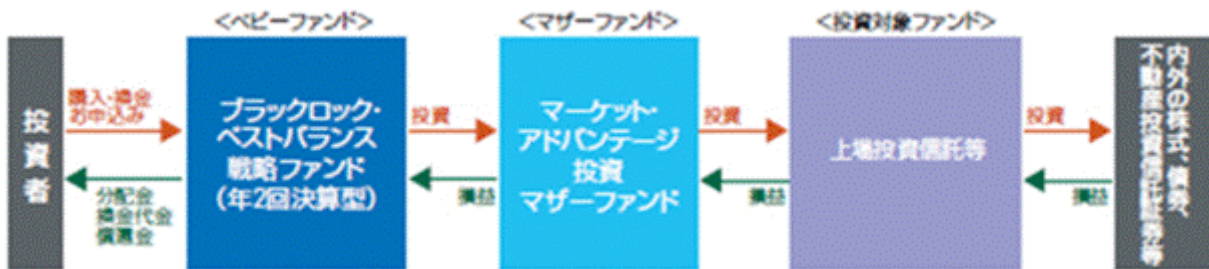 <ベビーファンド>
<マザーファンド>
<投資対象ファンド>
投資者
購入・換金
お申込み
分配金
換金代金
償還金
ブラックロック・
ベストバランス
戦略ファンド
(年2回決算型)
投資
損益
マーケット・
アドバンテージ
投資
マザーファンド
投資
損益
上場投資信託等
投資
損益
内外の株式、債券、
不動産投資信託証券等